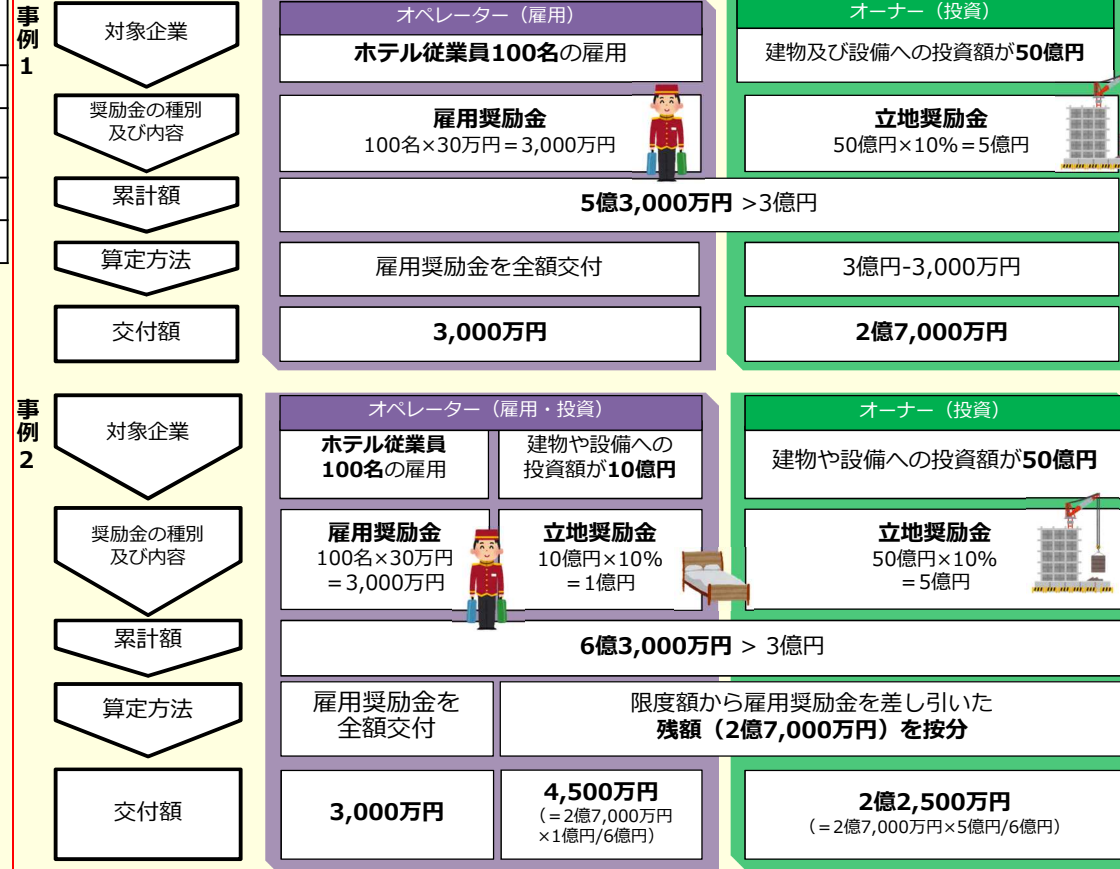 事例1
対象企業
オペレーター（雇用）
ホテル従業員100名の雇用
オーナー（投資）
建物及び設備への投資額が50億円
奨励金の種別
及び内容
雇用奨励金
100名×30万円＝3,000万円
立地奨励金
50億円×10%＝5億円
累計額
5億3,000万円 >3億円
算定方法
雇用奨励金を全額交付
3億円-3,000万円
交付額
3,000万円
2億7,000万円
事例2
対象企業
オペレーター（雇用・投資）
ホテル従業員
100名の雇用
建物や設備への
投資額が10億円
オーナー（投資）
建物や設備への投資額が50億円
奨励金の種別
及び内容
雇用奨励金
100名×30万円
＝3,000万円
立地奨励金
10億円×10%
＝1億円
立地奨励金
50億円×10%
＝5億円
累計額
6億3,000万円 > 3億円
算定方法
雇用奨励金を
全額交付
限度額から雇用奨励金を差し引いた
残額（2億7,000万円）を按分
交付額
3,000万円
4,500万円
（＝2億7,000万円
×1億円/6億円）
2億2,500万円
（＝2億7,000万円×5億円/6億円）